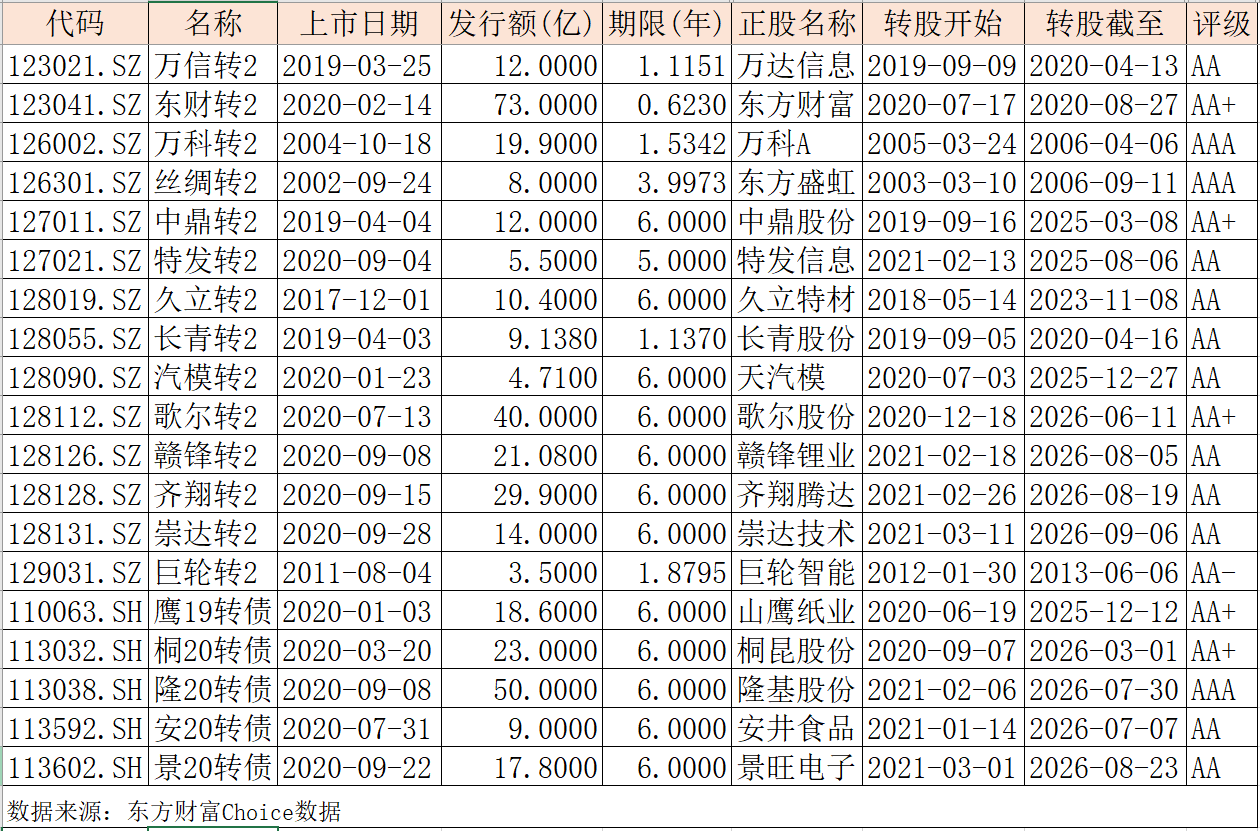 代码 名称 上市日期 发行额(亿) 期限(年) 正股名称 转股开始 转股截至 评级
123021.SZ 万信转2 2019-03-25 12.0000 1.1151 万达信息 2019-09-09 2020-04-13 AA
123041.SZ 东财转2 2020-02-14 73.0000 0.6230 东方财富 2020-07-17 2020-08-27 AA+
126002.SZ 万科转2 2004-10-18 19.9000 1.5342 万科A 2005-03-24 2006-04-06 AAA
126301.SZ 丝绸转2 2002-09-24 8.0000 3.9973 东方盛虹 2003-03-10 2006-09-11 AAA
127011.SZ 中鼎转2 2019-04-04 12.0000 6.0000 中鼎股份 2019-09-16 2025-03-08 AA+
127021.SZ 特发转2 2020-09-04 5.5000 5.0000 特发信息 2021-02-13 2025-08-06 AA
128019.SZ 久立转2 2017-12-01 10.4000 6.0000 久立特材 2018-05-14 2023-11-08 AA
128055.SZ 长青转2 2019-04-03 9.1380 1.1370 长青股份 2019-09-05 2020-04-16 AA
128090.SZ 汽模转2 2020-01-23 4.7100 6.0000 天汽模 2020-07-03 2025-12-27 AA
128112.SZ 歌尔转2 2020-07-13 40.0000 6.0000 歌尔股份 2020-12-18 2026-06-11 AA+
128126.SZ 赣锋转2 2020-09-08 21.0800 6.0000 赣锋锂业 2021-02-18 2026-08-05 AA
128128.SZ 齐翔转2 2020-09-15 29.9000 6.0000 齐翔腾达 2021-02-26 2026-08-19 AA
128131.SZ 崇达转2 2020-09-28 14.0000 6.0000 崇达技术 2021-03-11 2026-09-06 AA
129031.SZ 巨轮转2 2011-08-04 3.5000 1.8795 巨轮智能 2012-01-30 2013-06-06 AA-
110063.SH 鹰19转债 2020-01-03 18.6000 6.0000 山鹰纸业 2020-06-19 2025-12-12 AA+
113032.SH 桐20转债 2020-03-20 23.0000 6.0000 桐昆股份 2020-09-07 2026-03-01 AA+
113038.SH 隆20转债 2020-09-08 50.0000 6.0000 隆基股份 2021-02-06 2026-07-30 AAA
113592.SH 安20转债 2020-07-31 9.0000 6.0000 安井食品 2021-01-14 2026-07-07 AA
113602.SH 景20转债 2020-09-22 17.8000 6.0000 景旺电子 2021-03-01 2026-08-23 AA
数据来源：东方财富Choice数据